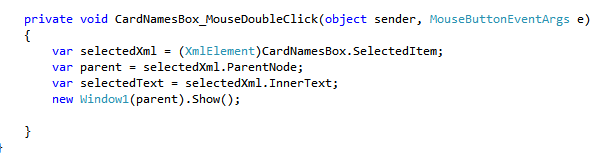 private void CardNamesBox_MouseDoubleClick(object sender, MouseButtonEventArgs e)
{
var selectedXml = (XmlElement)CardNamesBox.SelectedItem;
var parent = selectedXml.ParentNode;
var selectedText = selectedXml.InnerText;
new Window1(parent).Show();
}
}